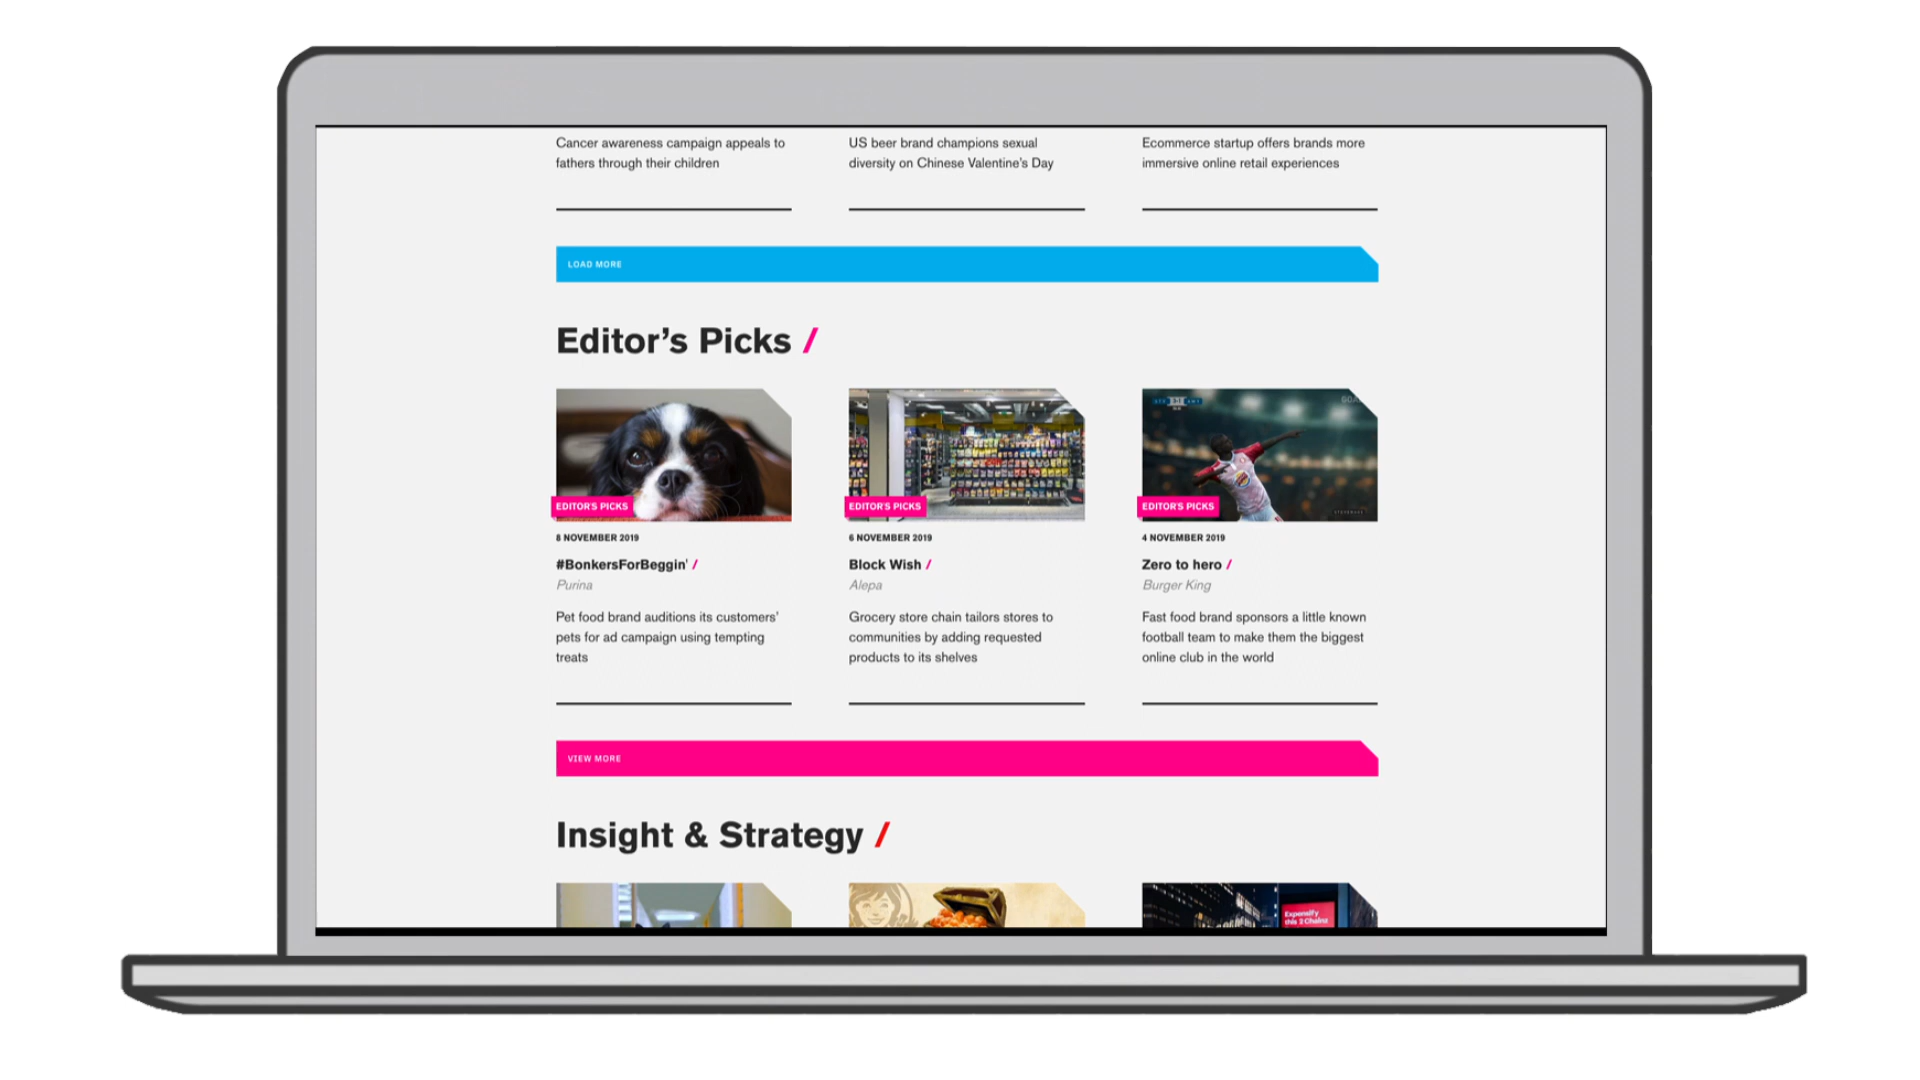 Cancer awareness campaign appeals to
fathers through their children
US beer brand champions sexual
diversity on Chinese Valentine's Day
Ecommerce startup offers brands more
immersive online retail experiences
LOAD MORE
Editor's Picks /
EDITOR'S PICKS
8 NOVEMBER 2019
#BonkersForBeggin' /
Purina
Pet food brand auditions its customers'
pets for ad campaign using tempting
treats
EDITOR'S PICKS
6 NOVEMBER 2019
Block Wish /
Alepa
Grocery store chain tailors stores to
communities by adding requested
products to its shelves
EDITOR'S PICKS
4 NOVEMBER 2019
Zero to hero /
Burger King
Fast food brand sponsors a little known
football team to make them the biggest
online club in the world
VIEW MORE
Insight & Strategy /
Expensify
this 2 Chainz